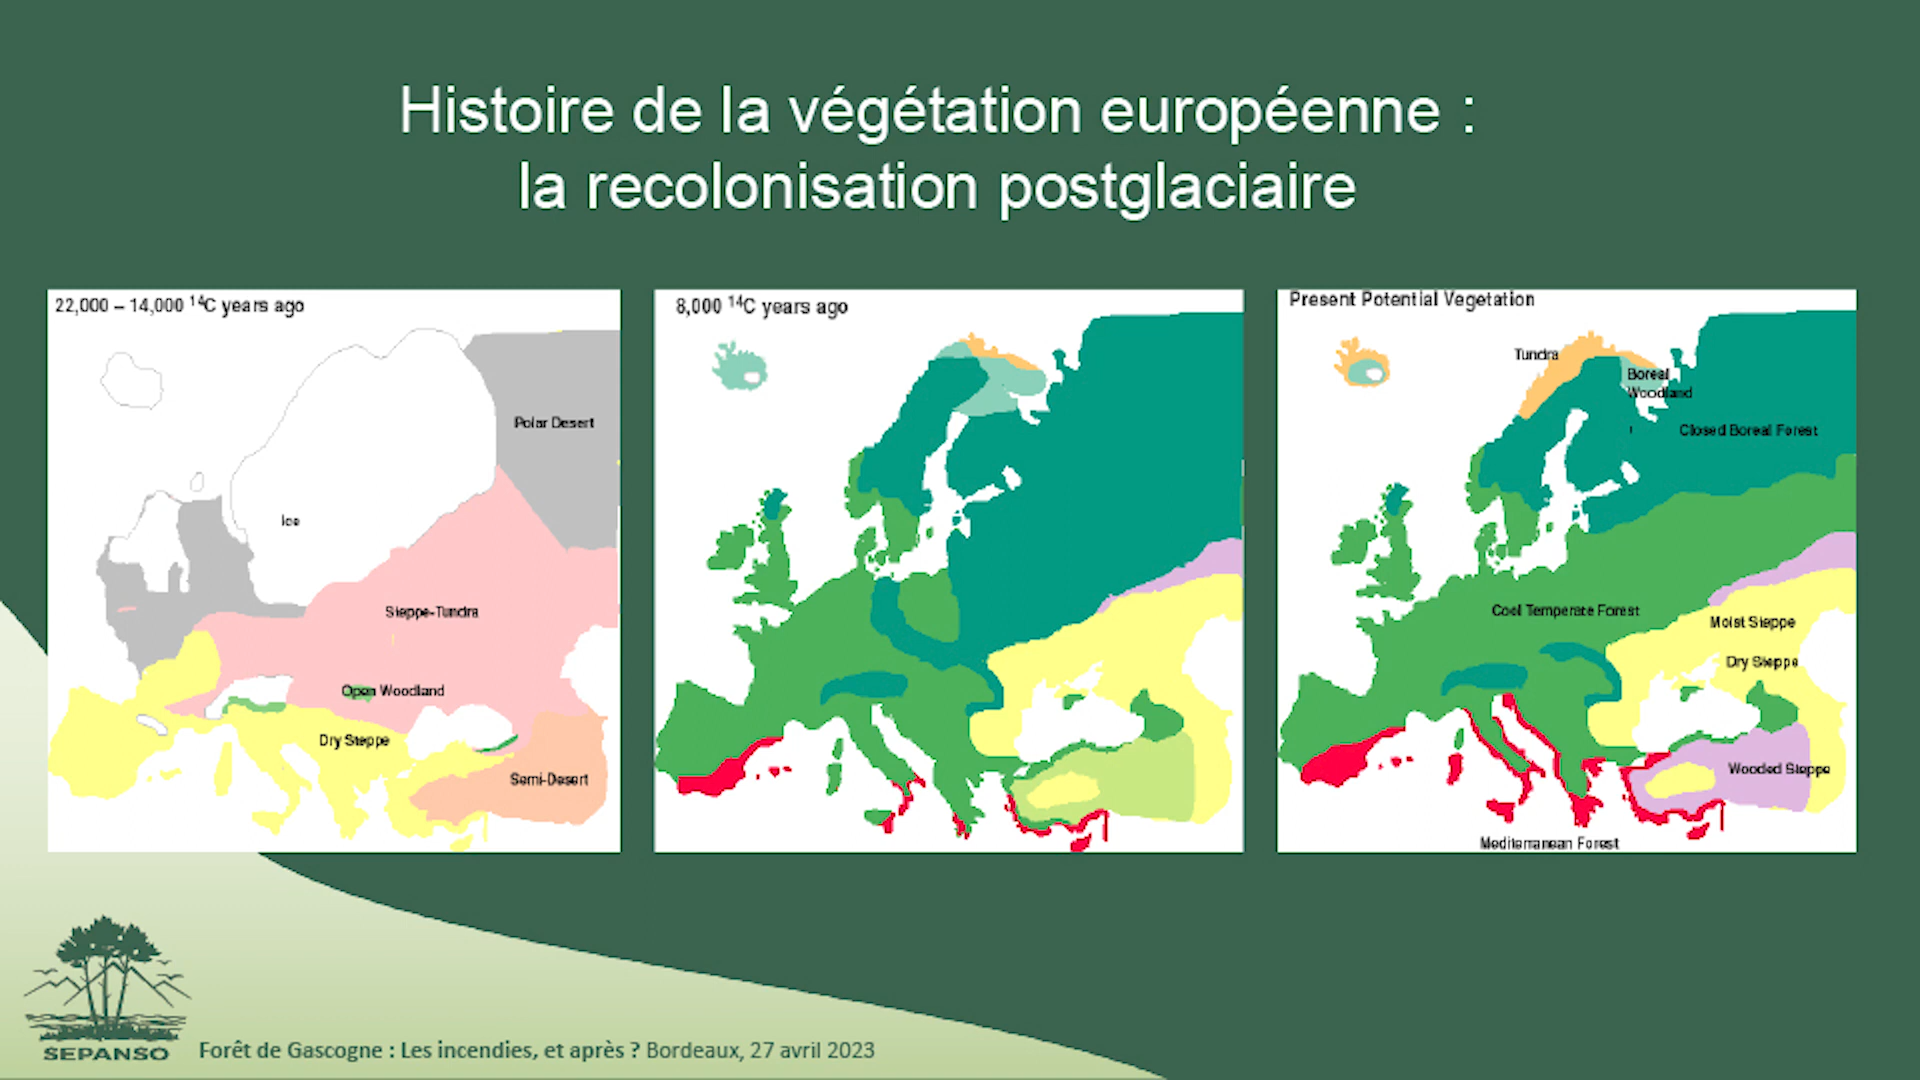 Histoire de la végétation européenne :
la recolonisation postglaciaire
22,000 – 14,000 ¹⁴C years ago
Polar Desert
Ice
Steppe-Tundra
Open Woodland
Dry Steppe
Semi-Desert
8,000 ¹⁴C years ago
Present Potential Vegetation
Tundra
Boreal
Woodland
Closed Boreal Forest
Cool Temperate Forest
Moist Steppe
Dry Steppe
Wooded Steppe
Mediterranean Forest
SEPANSO
Forêt de Gascogne : Les incendies, et après ? Bordeaux, 27 avril 2023